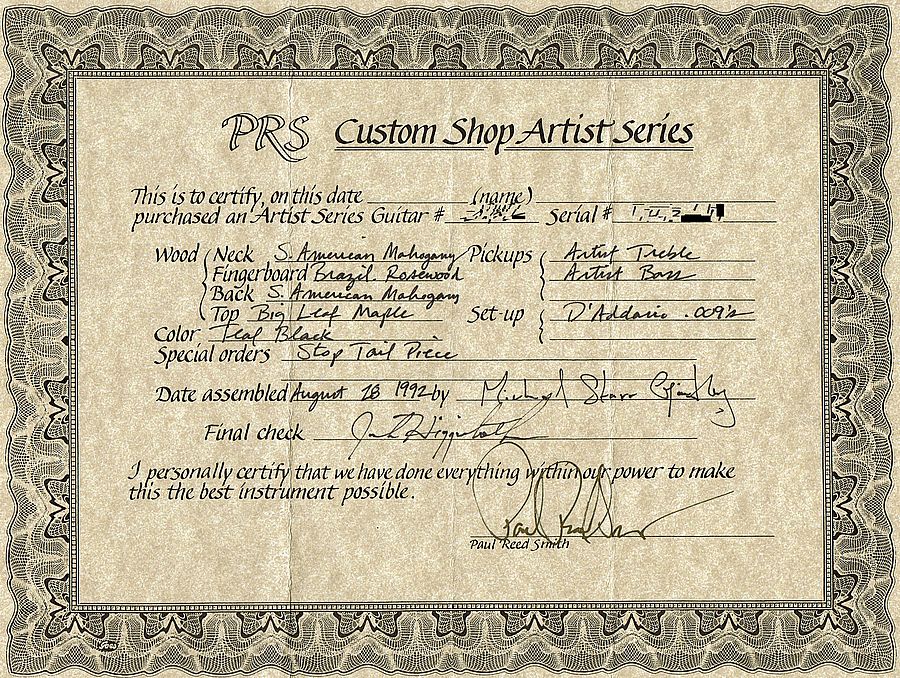 PRS Custom Shop Artist Series
This is to certify, on this date (name)
purchased an Artist Series Guitar # Serial #
Wood Neck S. American Mahogany Pickups Artist Treble
Fingerboard Brazil. Rosewood Artist Bass
Back S. American Mahogany
Top Big Leaf Maple Set-up D'Addario .009's
Color Teal Black
Special orders Stop Tail Piece
Date assembled August 28 1992 by Michael
Final check
I personally certify that we have done everything within our power to make
this the best instrument possible.
Paul Reed Smith